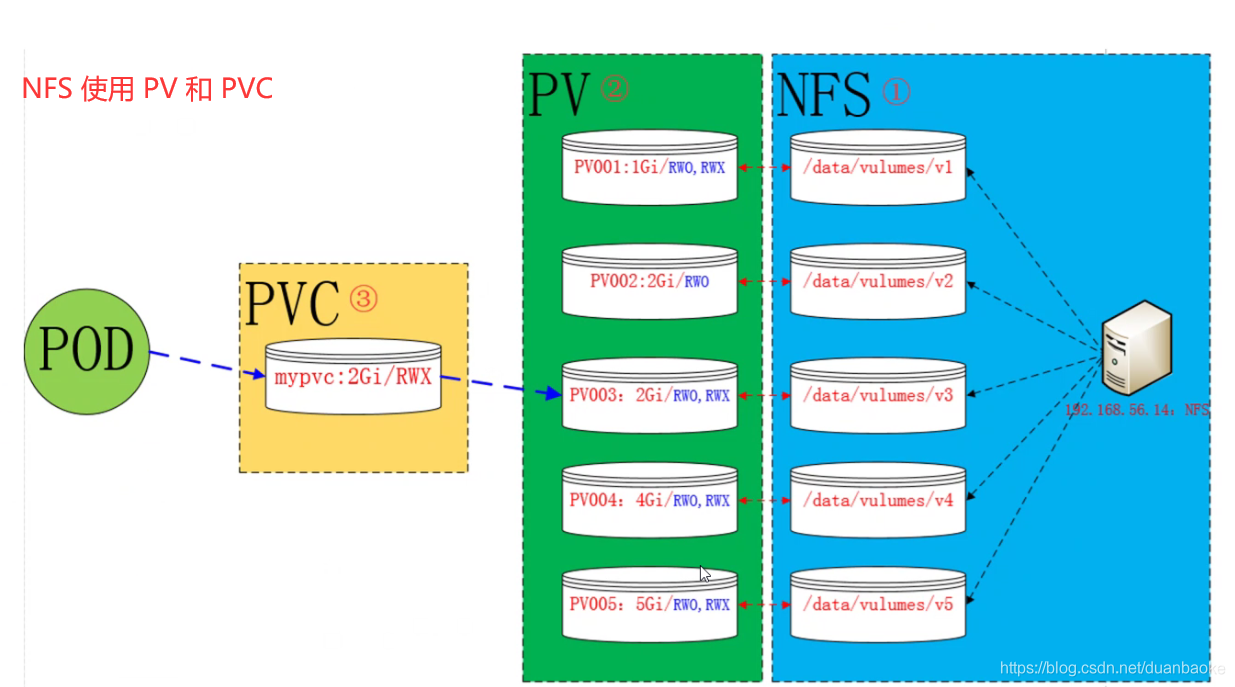 NFS 使用 PV 和 PVC
POD
PVC ③
mypvc:2Gi/RWX
PV ②
PV001:1Gi/RWO,RWX
PV002:2Gi/RWO
PV003: 2Gi/RWO,RWX
PV004: 4Gi/RWO,RWX
PV005: 5Gi/RWO,RWX
NFS ①
/data/vulumes/v1
/data/vulumes/v2
/data/vulumes/v3
/data/vulumes/v4
/data/vulumes/v5
192.168.56.14: NFS
https://blog.csdn.net/duanbaoke